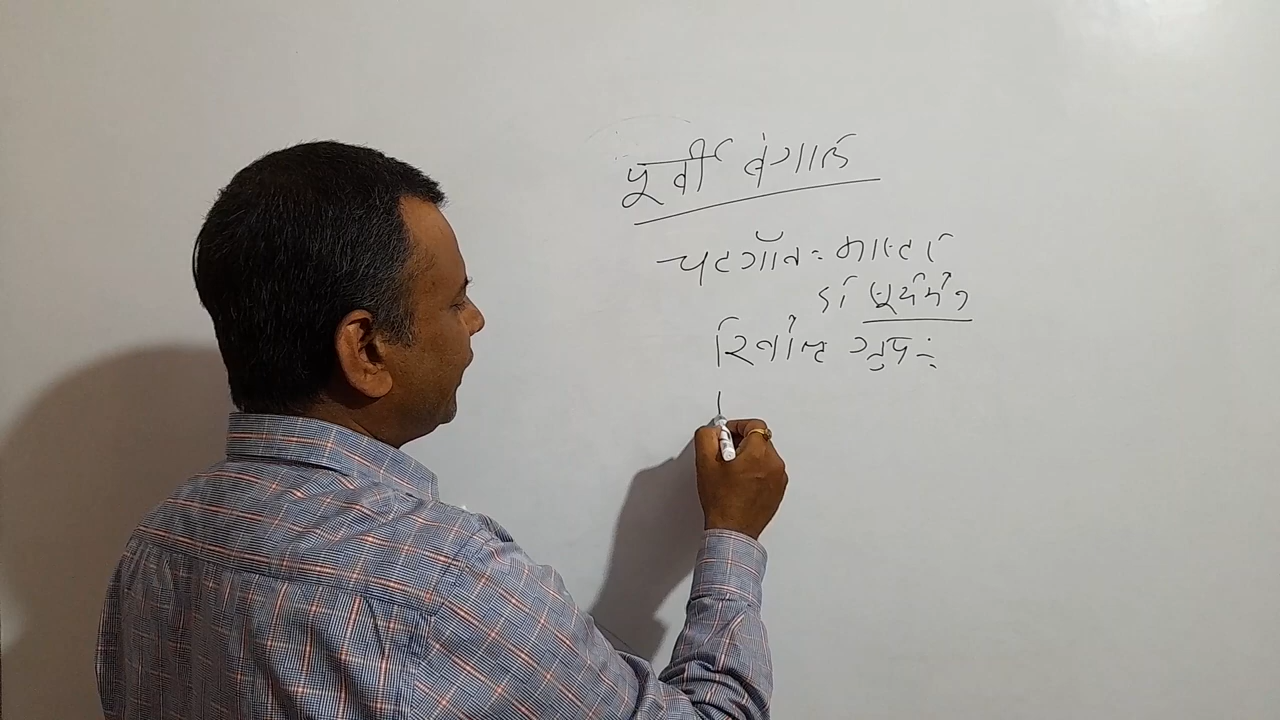 पूर्वी बंगाल
चटगाँव = मास्टर
दा सूर्यसेन
रिवोल्ट ग्रुप :-